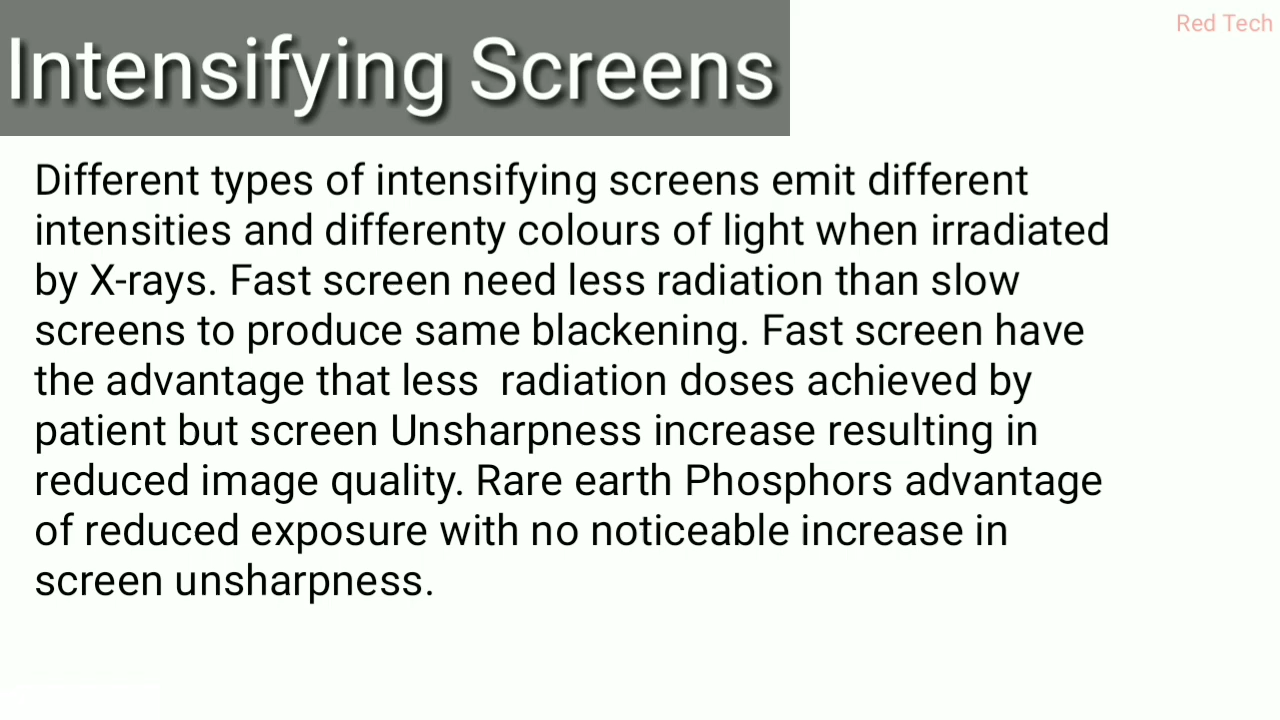 Intensifying Screens
Red Tech
Different types of intensifying screens emit different
intensities and differenty colours of light when irradiated
by X-rays. Fast screen need less radiation than slow
screens to produce same blackening. Fast screen have
the advantage that less  radiation doses achieved by
patient but screen Unsharpness increase resulting in
reduced image quality. Rare earth Phosphors advantage
of reduced exposure with no noticeable increase in
screen unsharpness.